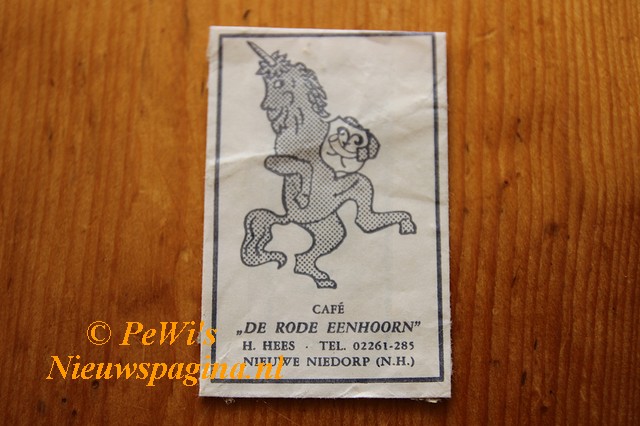 CAFÉ
„DE RODE EENHOORN”
H. HEES · TEL. 02261-285
NIEUWE NIEDORP (N.H.)
© PeWi's
Nieuwspagina.nl